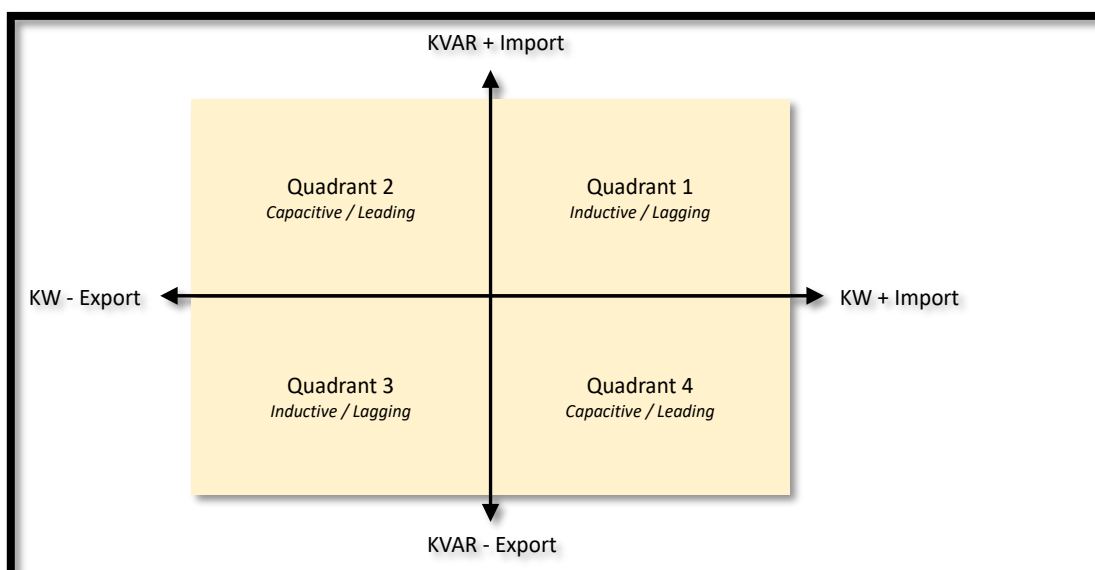 KVAR + Import
Quadrant 2
Capacitive / Leading
Quadrant 1
Inductive / Lagging
KW - Export
KW + Import
Quadrant 3
Inductive / Lagging
Quadrant 4
Capacitive / Leading
KVAR - Export